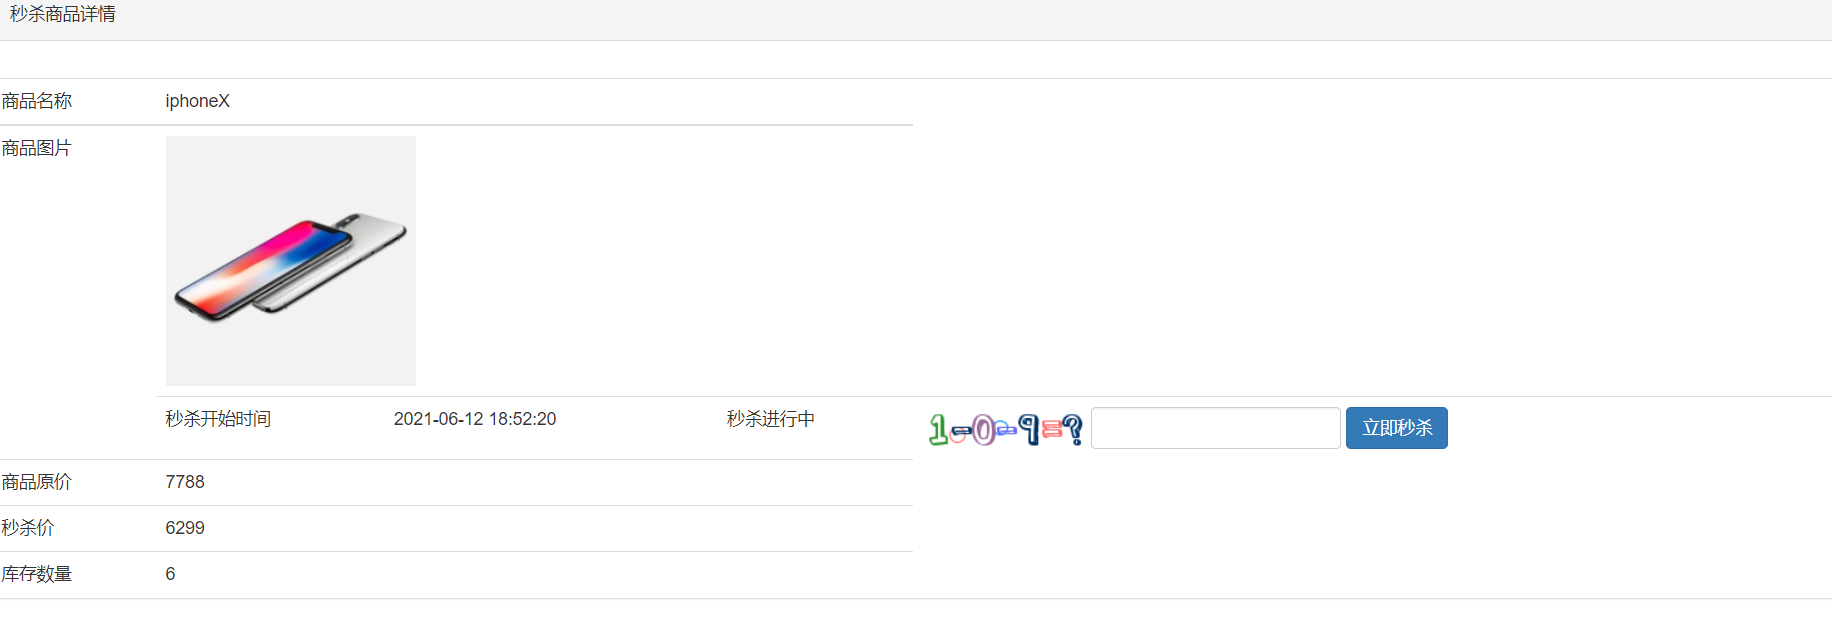 秒杀商品详情
商品名称 iphoneX
商品图片
秒杀开始时间 2021-06-12 18:52:20 秒杀进行中 1-0-9=? 立即秒杀
商品原价 7788
秒杀价 6299
库存数量 6